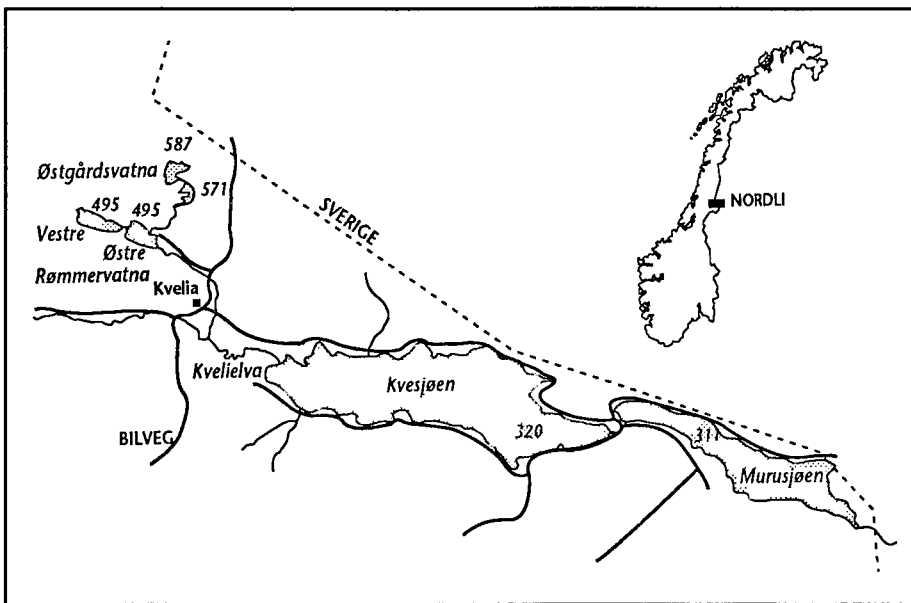 587
Østgårdsvatna
571
495
495
Vestre
Østre
Rømmervatna
Kvelia
SVERIGE
NORDLI
Kvelielva
Kvesjøen
BILVEG
320
311
Murusjøen